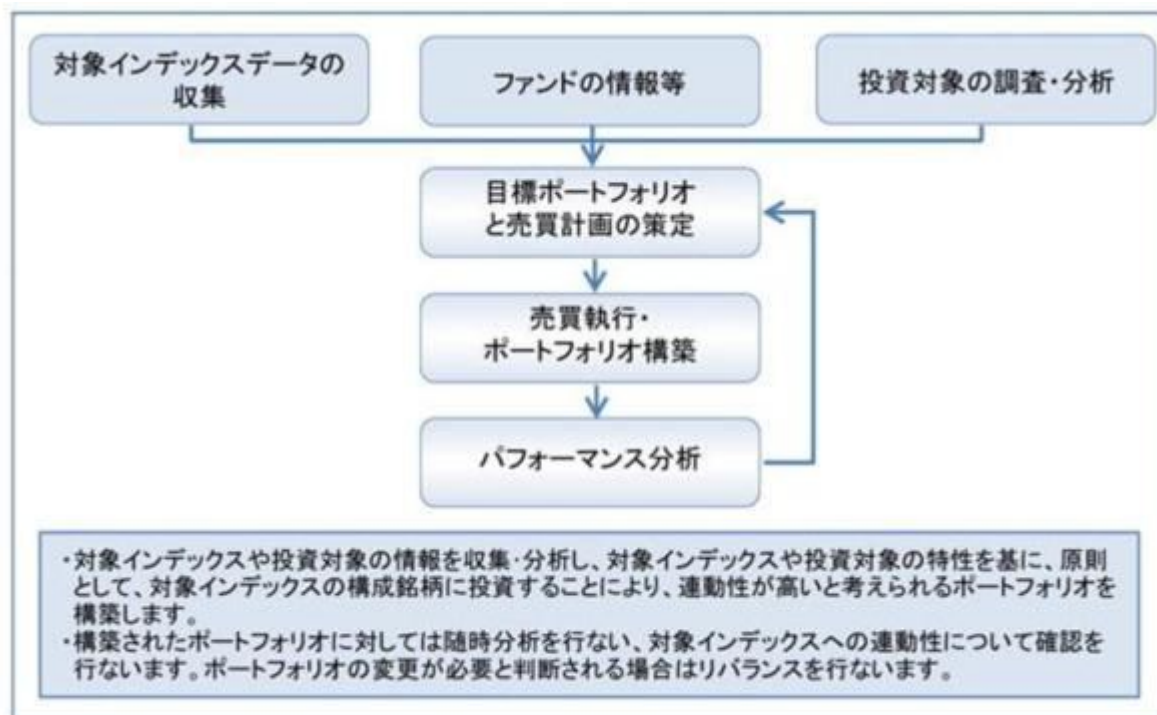 対象インデックスデータの
収集
ファンドの情報等
投資対象の調査・分析
目標ポートフォリオ
と売買計画の策定
売買執行・
ポートフォリオ構築
パフォーマンス分析
・対象インデックスや投資対象の情報を収集・分析し、対象インデックスや投資対象の特性を基に、原則
として、対象インデックスの構成銘柄に投資することにより、連動性が高いと考えられるポートフォリオを
構築します。
・構築されたポートフォリオに対しては随時分析を行ない、対象インデックスへの連動性について確認を
行ないます。ポートフォリオの変更が必要と判断される場合はリバランスを行ないます。